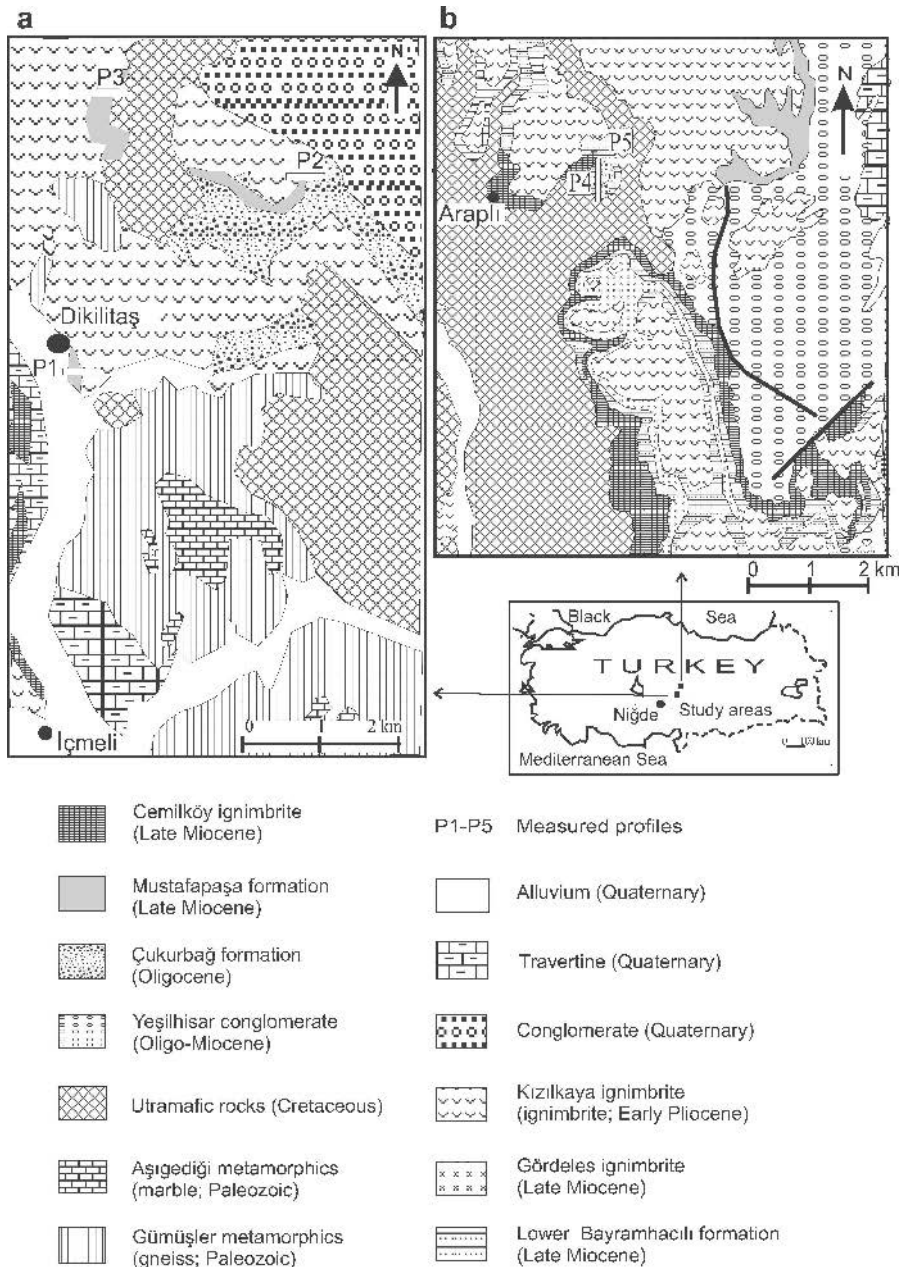 a
b
N
P3
P2
Dikilitaş
P1
Içmeli
0 2 km
N
P5
P4
Araplı
0 1 2 km
Black Sea
TURKEY
Niğde
Study areas
Mediterranean Sea
Cemilköy ignimbrite
(Late Miocene)
Mustafapaşa formation
(Late Miocene)
Çukurbağ formation
(Oligocene)
Yeşilhisar conglomerate
(Oligo-Miocene)
Utramafic rocks (Cretaceous)
Aşıgediği metamorphics
(marble; Paleozoic)
Gümüşler metamorphics
(gneiss; Paleozoic)
P1-P5 Measured profiles
Alluvium (Quaternary)
Travertine (Quaternary)
Conglomerate (Quaternary)
Kızılkaya ignimbrite
(ignimbrite; Early Pliocene)
Gördeles ignimbrite
(Late Miocene)
Lower Bayramhacılı formation
(Late Miocene)